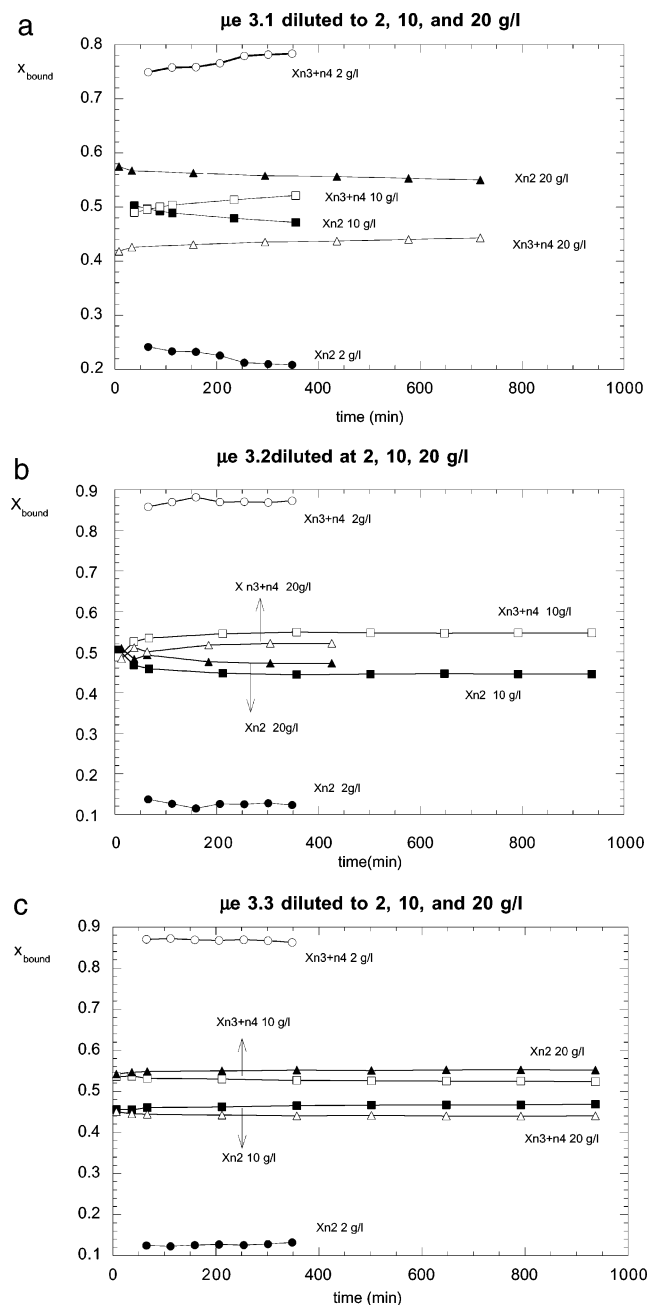 a
μe 3.1 diluted to 2, 10, and 20 g/l
0.8
x bound
Xn3+n4 2 g/l
0.7
0.6
Xn2 20 g/l
Xn3+n4 10 g/l
0.5
Xn2 10 g/l
Xn3+n4 20 g/l
0.4
0.3
Xn2 2 g/l
0.2
0 200 400 600 800 1000
time (min)
b
μe 3.2diluted at 2, 10, 20 g/l
0.9
X bound
Xn3+n4 2g/l
0.8
0.7
X n3+n4 20g/l
0.6
Xn3+n4 10g/l
0.5
0.4
Xn2 10 g/l
Xn2 20g/l
0.3
0.2
Xn2 2g/l
0.1
0 200 400 600 800 1000
time(min)
c
μe 3.3 diluted to 2, 10, and 20 g/l
0.9
x bound
Xn3+n4 2 g/l
0.8
0.7
Xn3+n4 10 g/l
0.6
Xn2 20 g/l
0.5
0.4
Xn3+n4 20 g/l
Xn2 10 g/l
0.3
0.2
Xn2 2 g/l
0.1
0 200 400 600 800 1000
time (min)